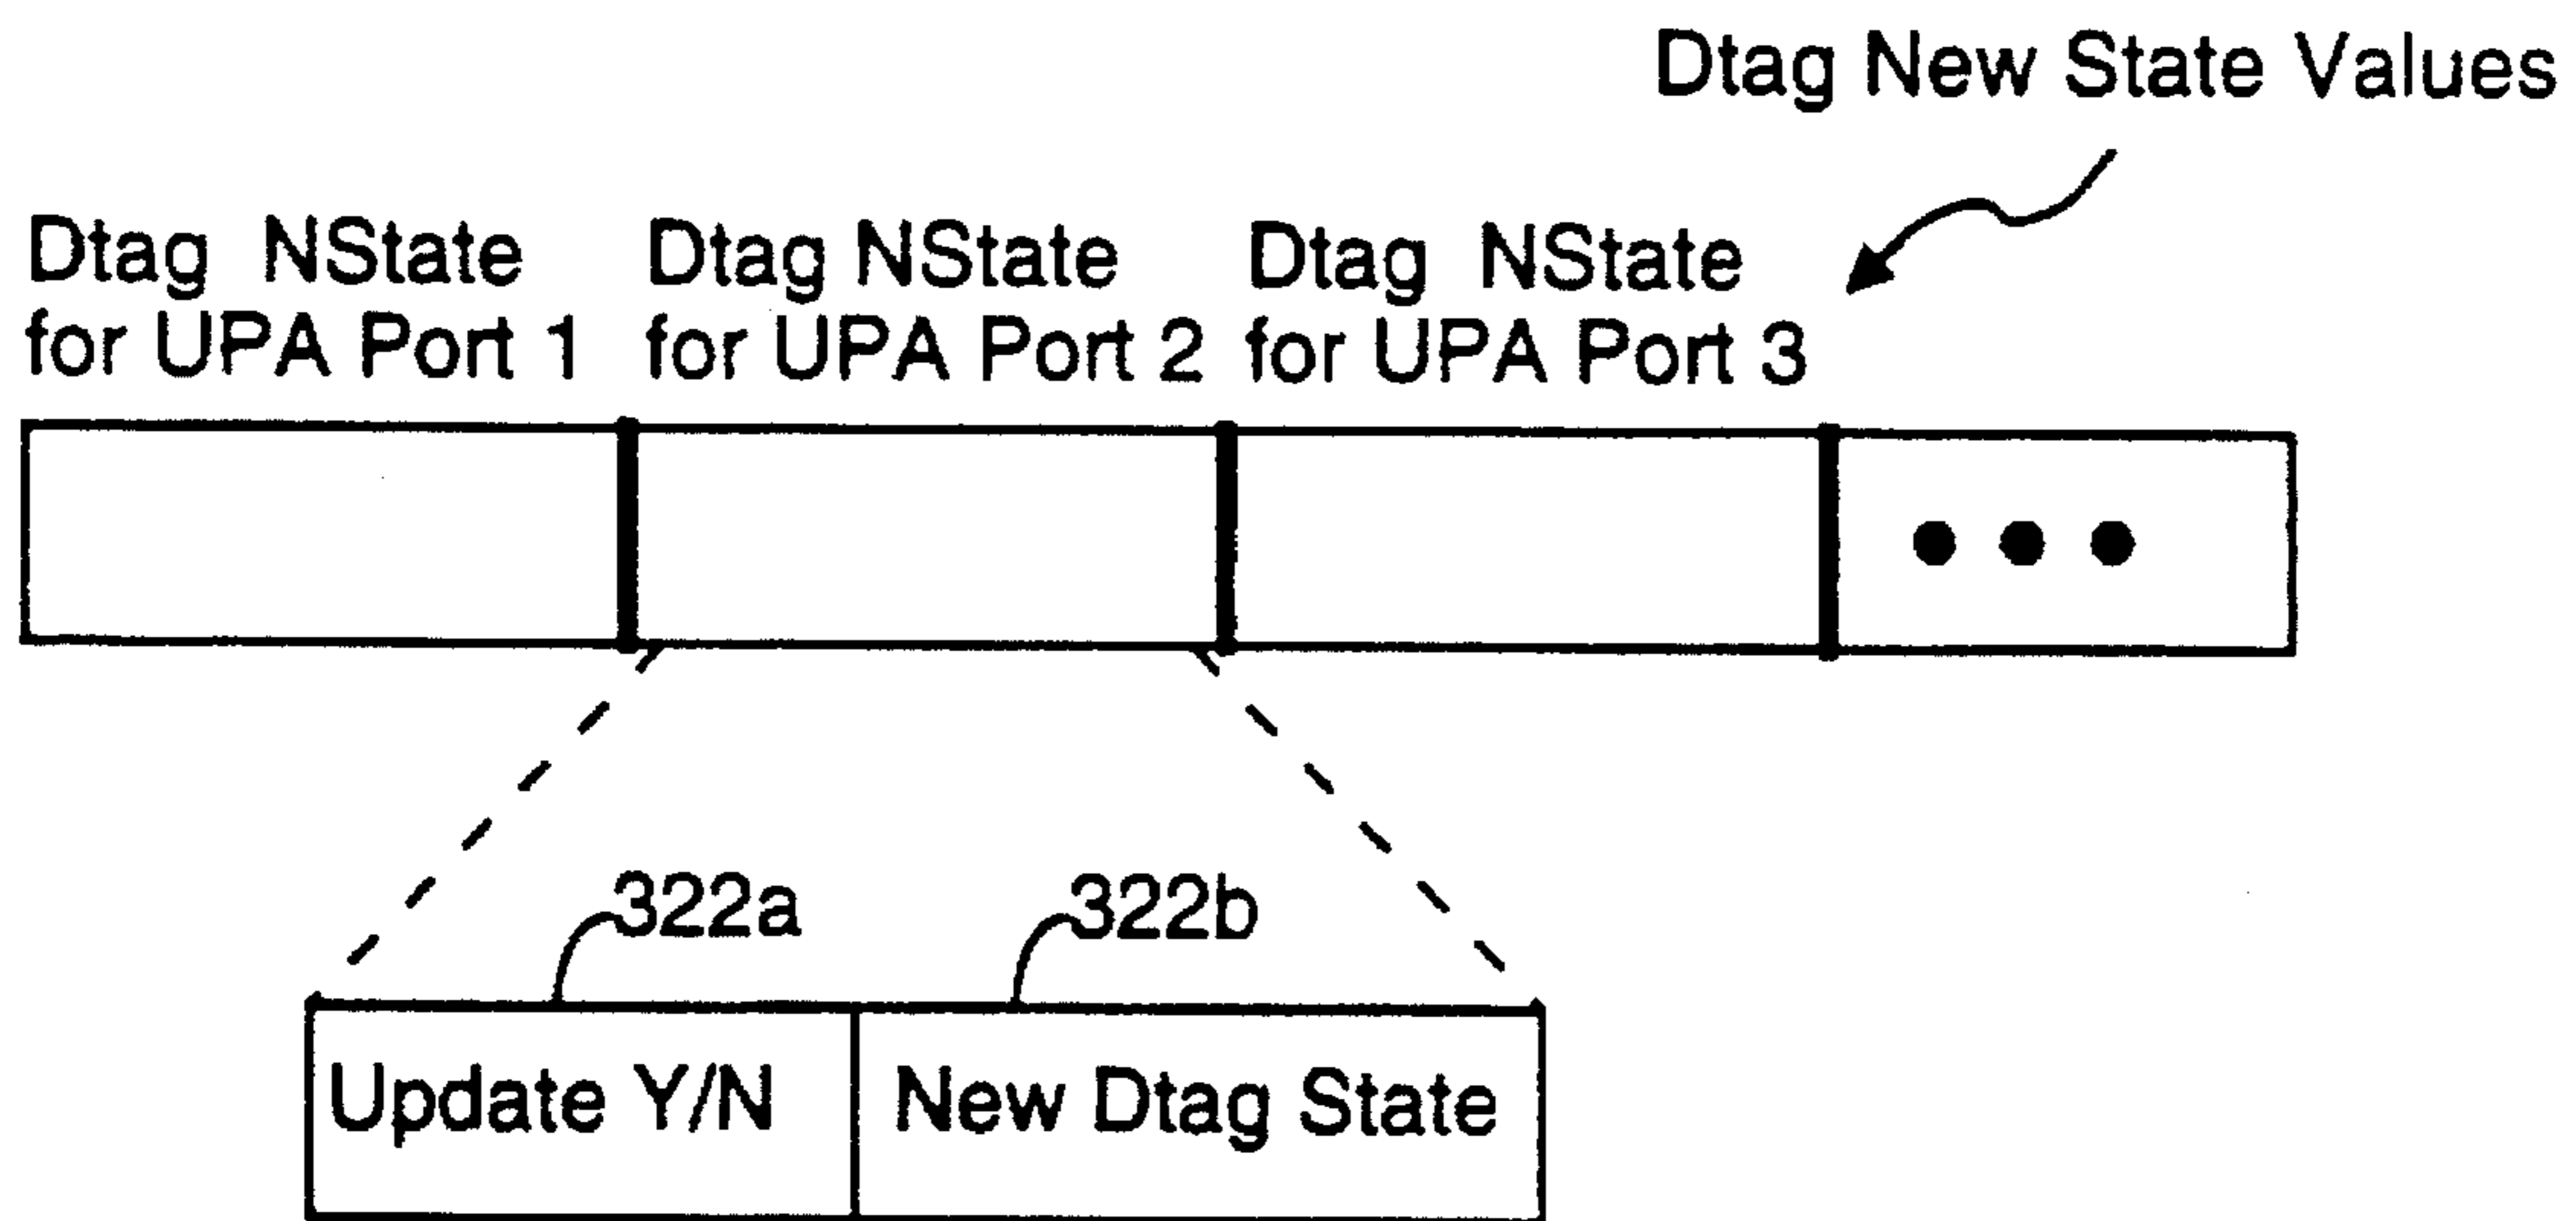 Dtag New State Values
Dtag NState
for UPA Port 1
Dtag NState
for UPA Port 2
Dtag NState
for UPA Port 3
322a
322b
Update Y/N
New Dtag State